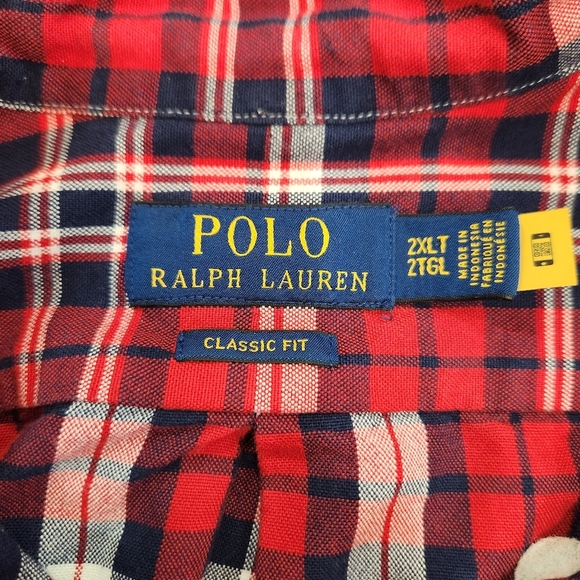 POLO
RALPH LAUREN
2XLT
2TGL
MADE IN
INDONESIA
FABRIQUÉ EN
INDONÉSIE
CLASSIC FIT